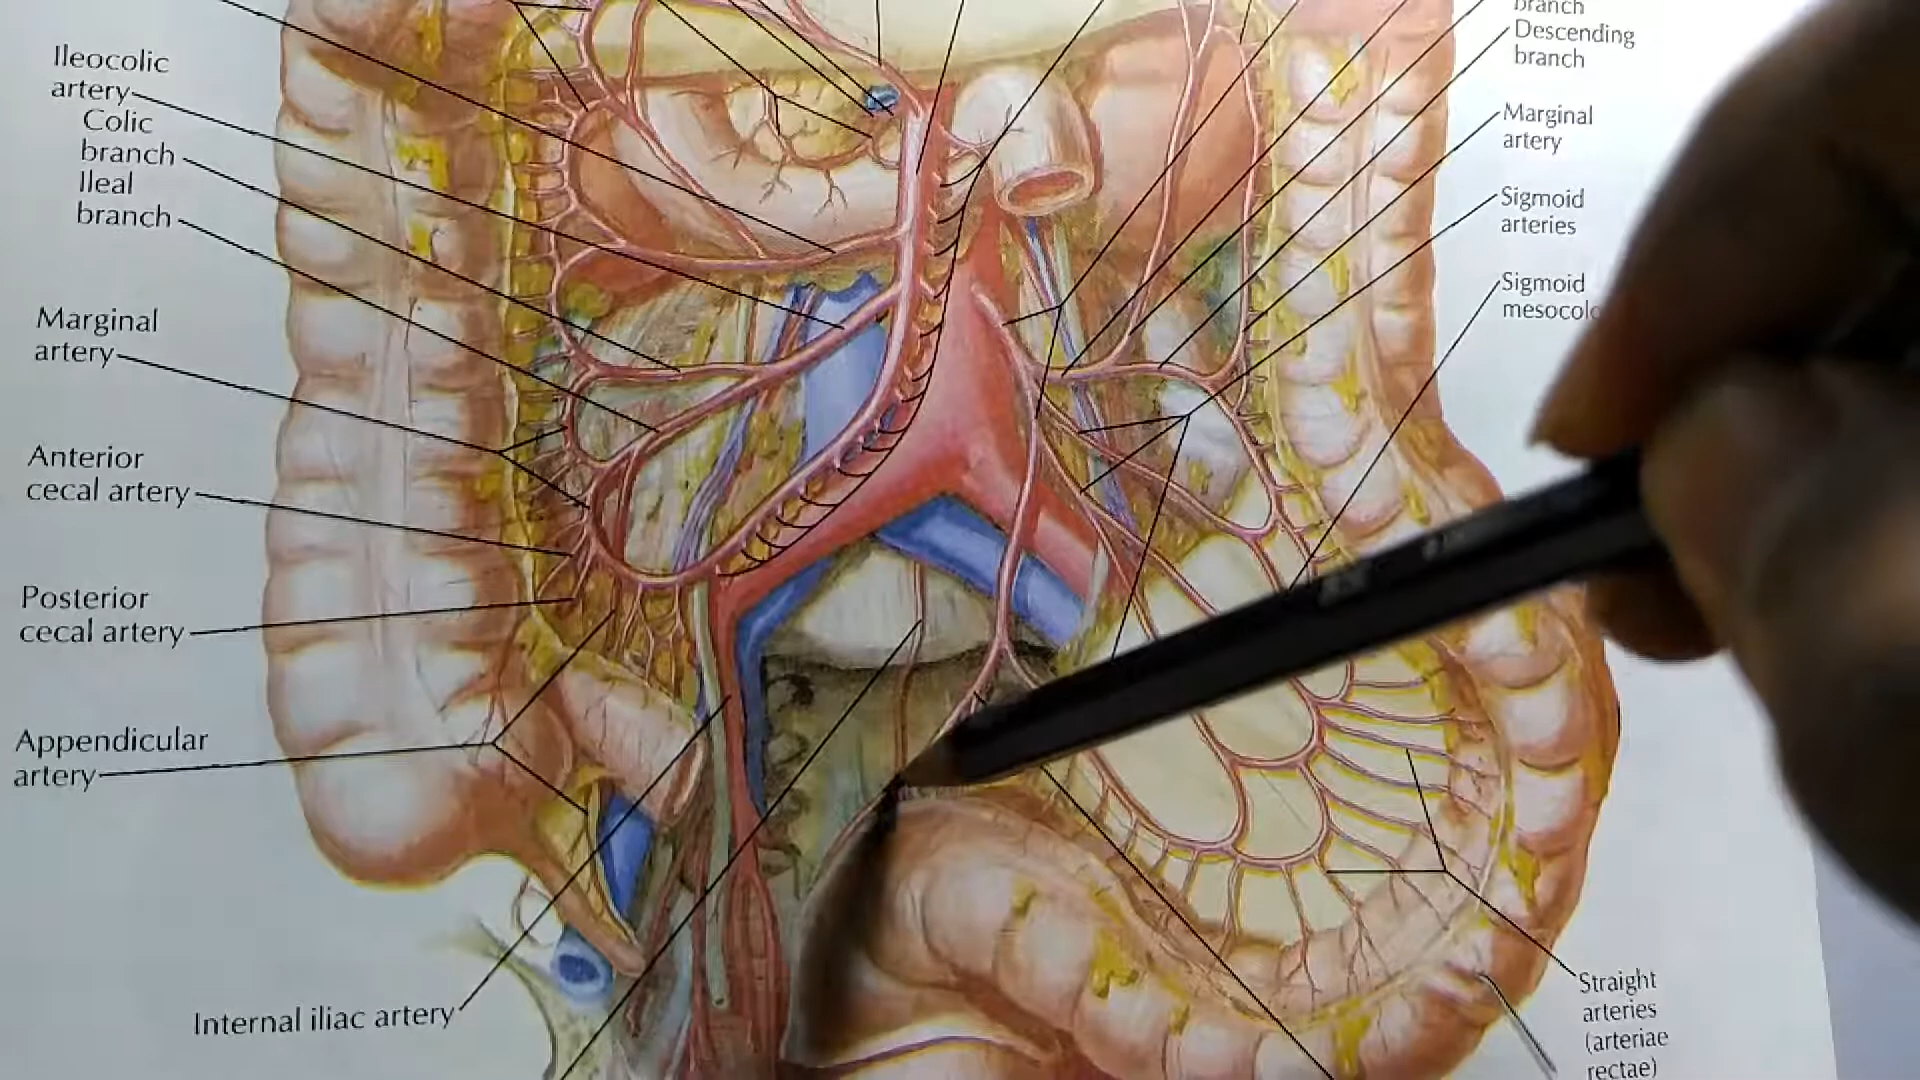 Ileocolic
artery
Colic
branch
Ileal
branch
Marginal
artery
Anterior
cecal artery
Posterior
cecal artery
Appendicular
artery
Internal iliac artery
branch
Descending
branch
Marginal
artery
Sigmoid
arteries
Sigmoid
mesocolo
Straight
arteries
(arteriae
rectae)